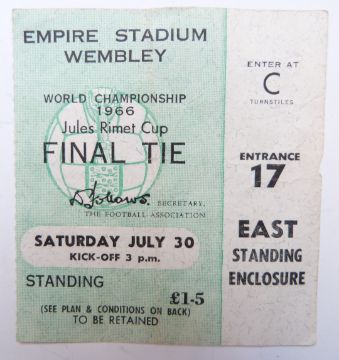 EMPIRE STADIUM
WEMBLEY
WORLD CHAMPIONSHIP
1966
Jules Rimet Cup
FINAL TIE
SECRETARY,
THE FOOTBALL ASSOCIATION
SATURDAY JULY 30
KICK-OFF 3 p.m.
STANDING
£1-5
(SEE PLAN & CONDITIONS ON BACK)
TO BE RETAINED
ENTER AT
C
TURNSTILES
ENTRANCE
17
EAST
STANDING
ENCLOSURE